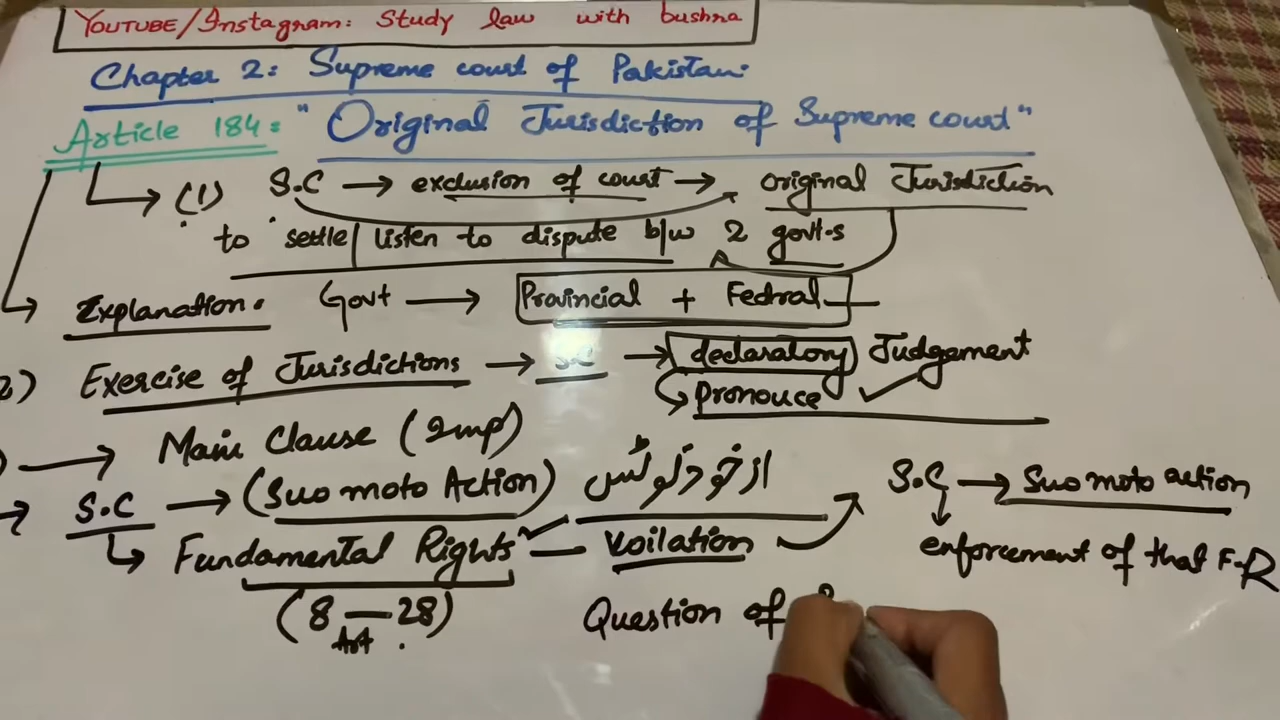 YOUTUBE/Instagram: Study law with bushra
Chapter 2: Supreme court of Pakistan.
Article 184: "Original Jurisdiction of Supreme court"
(1) S.C → exclusion of court → original Jurisdiction
to settle/listen to dispute b/w 2 govt.s
Explanation. Govt → Provincial + Fedral
2) Exercise of Jurisdictions → S.C → declaratory Judgement
Pronouce
→ Main Clause (Imp)
→ S.C → (Suo moto Action) از خود نوٹس S.C → Suo moto action
Fundamental Rights — Voilation enforcement of that F.R
(8 — 28) Question of
Art